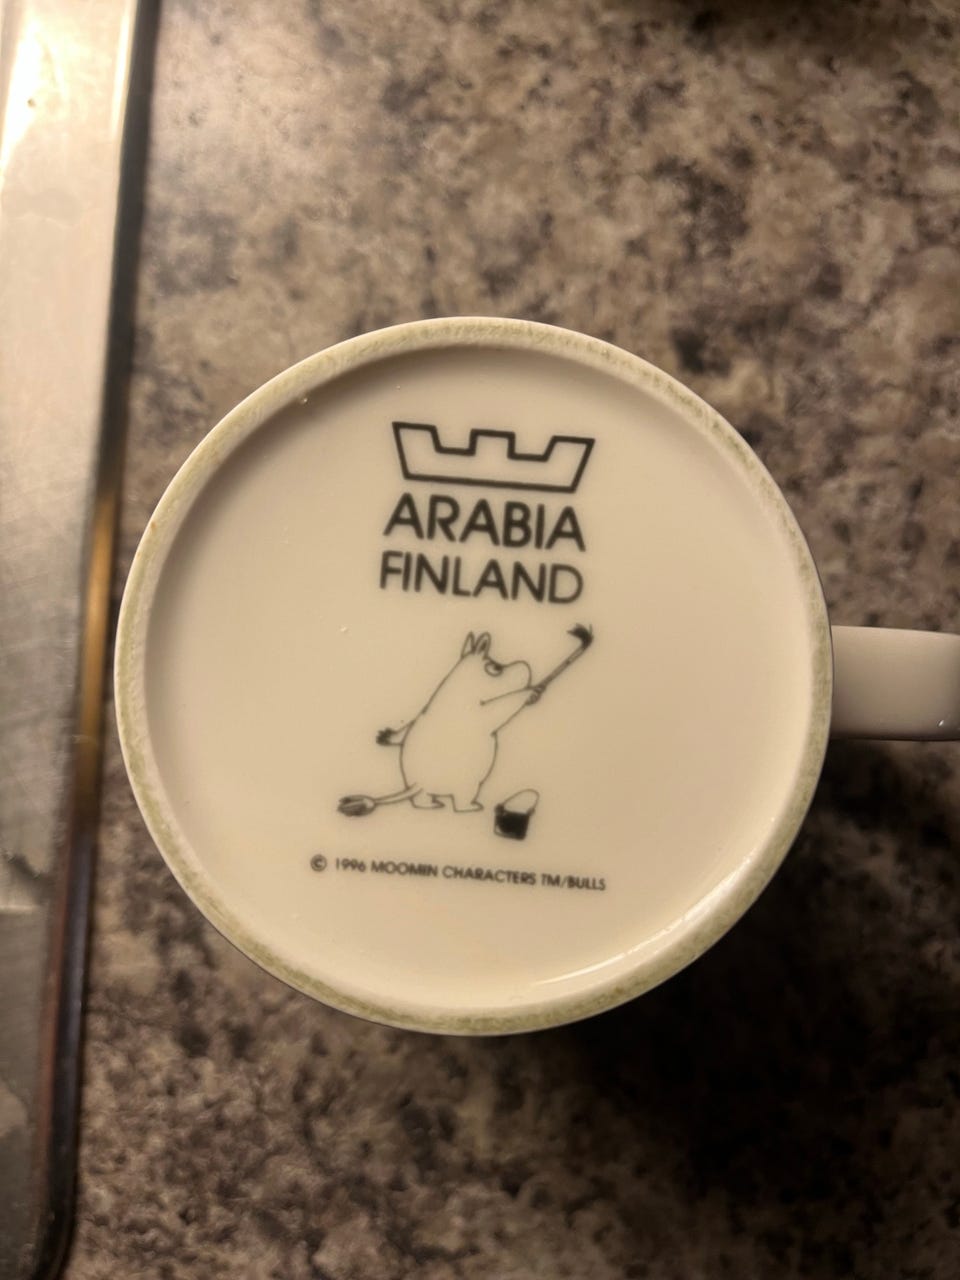 ARABIA
FINLAND
© 1996 MOOMIN CHARACTERS TM/BULLS